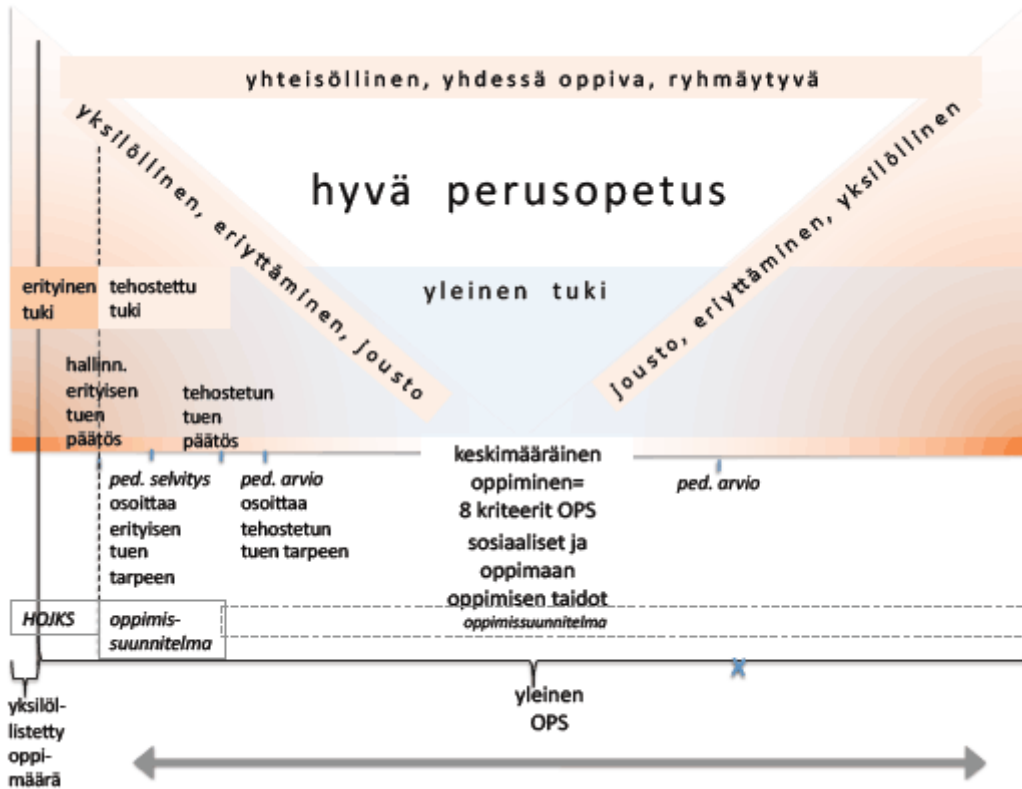 yhteisöllinen, yhdessä oppiva, ryhmäytyvä
yksilöllinen, eriyttäminen, jousto
jousto, eriyttäminen, yksilöllinen
hyvä perusopetus
erityinen
tuki
tehostettu
tuki
yleinen tuki
hallinn.
erityisen
tuen
päätös
tehostetun
tuen
päätös
ped. selvitys
osoittaa
erityisen
tuen
tarpeen
ped. arvio
osoittaa
tehostetun
tuen tarpeen
keskimääräinen
oppiminen=
8 kriteerit OPS
sosiaaliset ja
oppimaan
oppimisen taidot
oppimissuunnitelma
ped. arvio
HOJKS
oppimis-
suunnitelma
yksilöl-
listetty
oppi-
määrä
yleinen
OPS